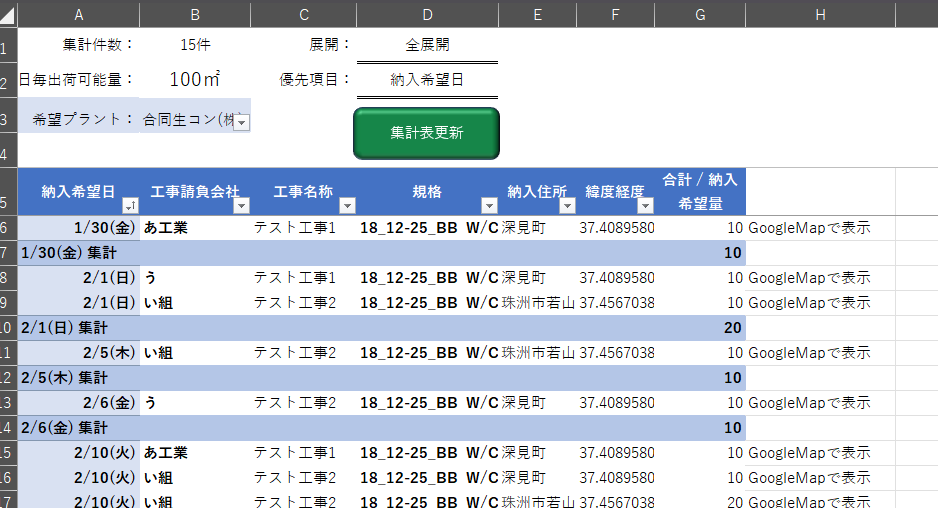 A B C D E F G H
1 集計件数： 15件 展開： 全展開
2 日毎出荷可能量： 100㎥ 優先項目： 納入希望日
3 希望プラント： 合同生コン(株)
集計表更新
4
5 納入希望日 工事請負会社 工事名称 規格 納入住所 緯度経度 合計 / 納入
希望量
6 1/30(金) あ工業 テスト工事1 18_12-25_BB W/C 深見町 37.4089580 10 GoogleMapで表示
7 1/30(金) 集計 10
8 2/1(日) う テスト工事1 18_12-25_BB W/C 深見町 37.4089580 10 GoogleMapで表示
9 2/1(日) い組 テスト工事2 18_12-25_BB W/C 珠洲市若山 37.4567038 10 GoogleMapで表示
10 2/1(日) 集計 20
11 2/5(木) い組 テスト工事2 18_12-25_BB W/C 珠洲市若山 37.4567038 10 GoogleMapで表示
12 2/5(木) 集計 10
13 2/6(金) う テスト工事2 18_12-25_BB W/C 深見町 37.4089580 10 GoogleMapで表示
14 2/6(金) 集計 10
15 2/10(火) あ工業 テスト工事1 18_12-25_BB W/C 深見町 37.4089580 10 GoogleMapで表示
16 2/10(火) い組 テスト工事2 18_12-25_BB W/C 深見町 37.4089580 10 GoogleMapで表示
17 2/10(火) い組 テスト工事2 18_12-25_BB W/C 珠洲市若山 37.4567038 20 GoogleMapで表示